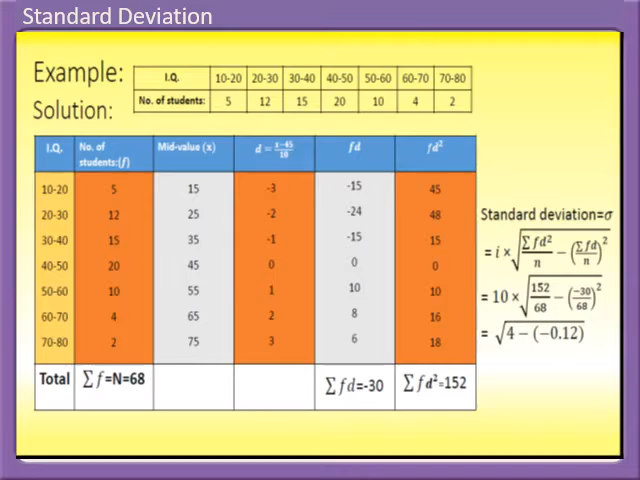 Standard Deviation
Example:
I.Q. 10-20 20-30 30-40 40-50 50-60 60-70 70-80
No. of students: 5 12 15 20 10 4 2
Solution:
I.Q. No. of students:(f) Mid-value (x) d = (x−45)/10 fd fd²
10-20 5 15 -3 -15 45
20-30 12 25 -2 -24 48
30-40 15 35 -1 -15 15
40-50 20 45 0 0 0
50-60 10 55 1 10 10
60-70 4 65 2 8 16
70-80 2 75 3 6 18
Total ∑f=N=68 ∑fd=-30 ∑fd²=152
Standard deviation=σ
= i × √(∑fd²/n − (∑fd/n)²)
= 10 × √(152/68 − (−30/68)²)
= √(4 − (−0.12))